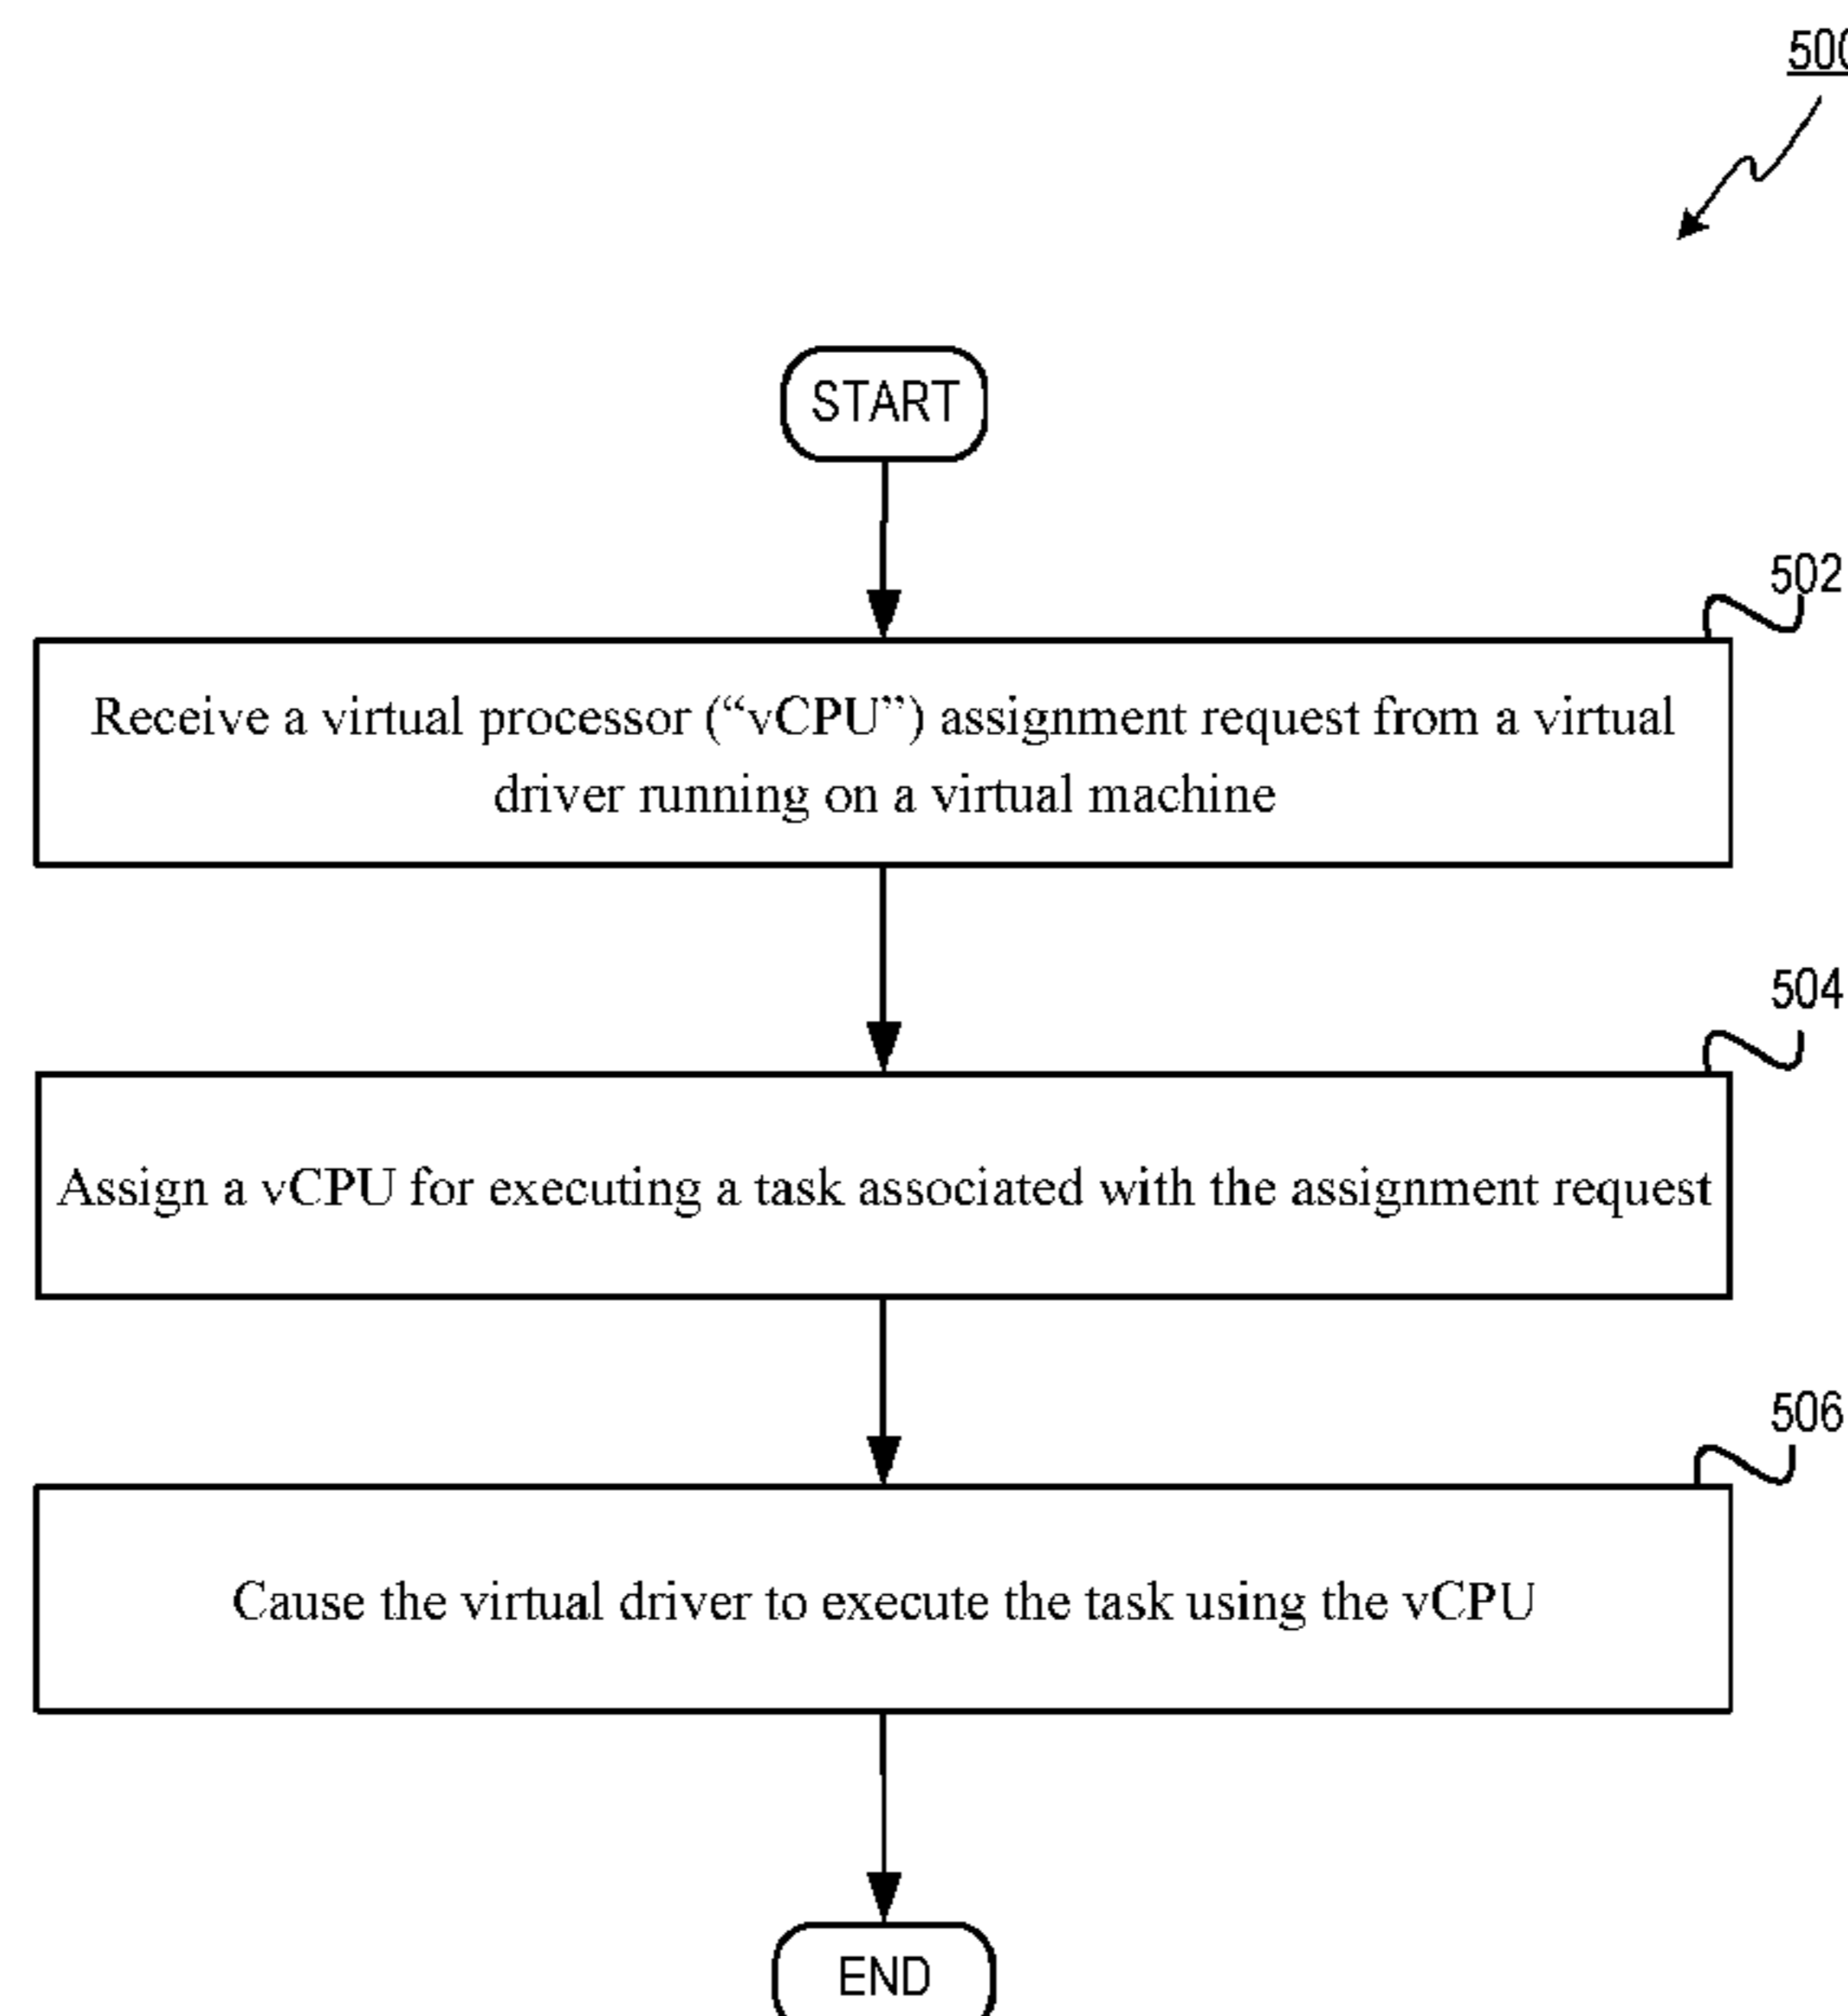 500
START
502
Receive a virtual processor (“vCPU”) assignment request from a virtual
driver running on a virtual machine
504
Assign a vCPU for executing a task associated with the assignment request
506
Cause the virtual driver to execute the task using the vCPU
END